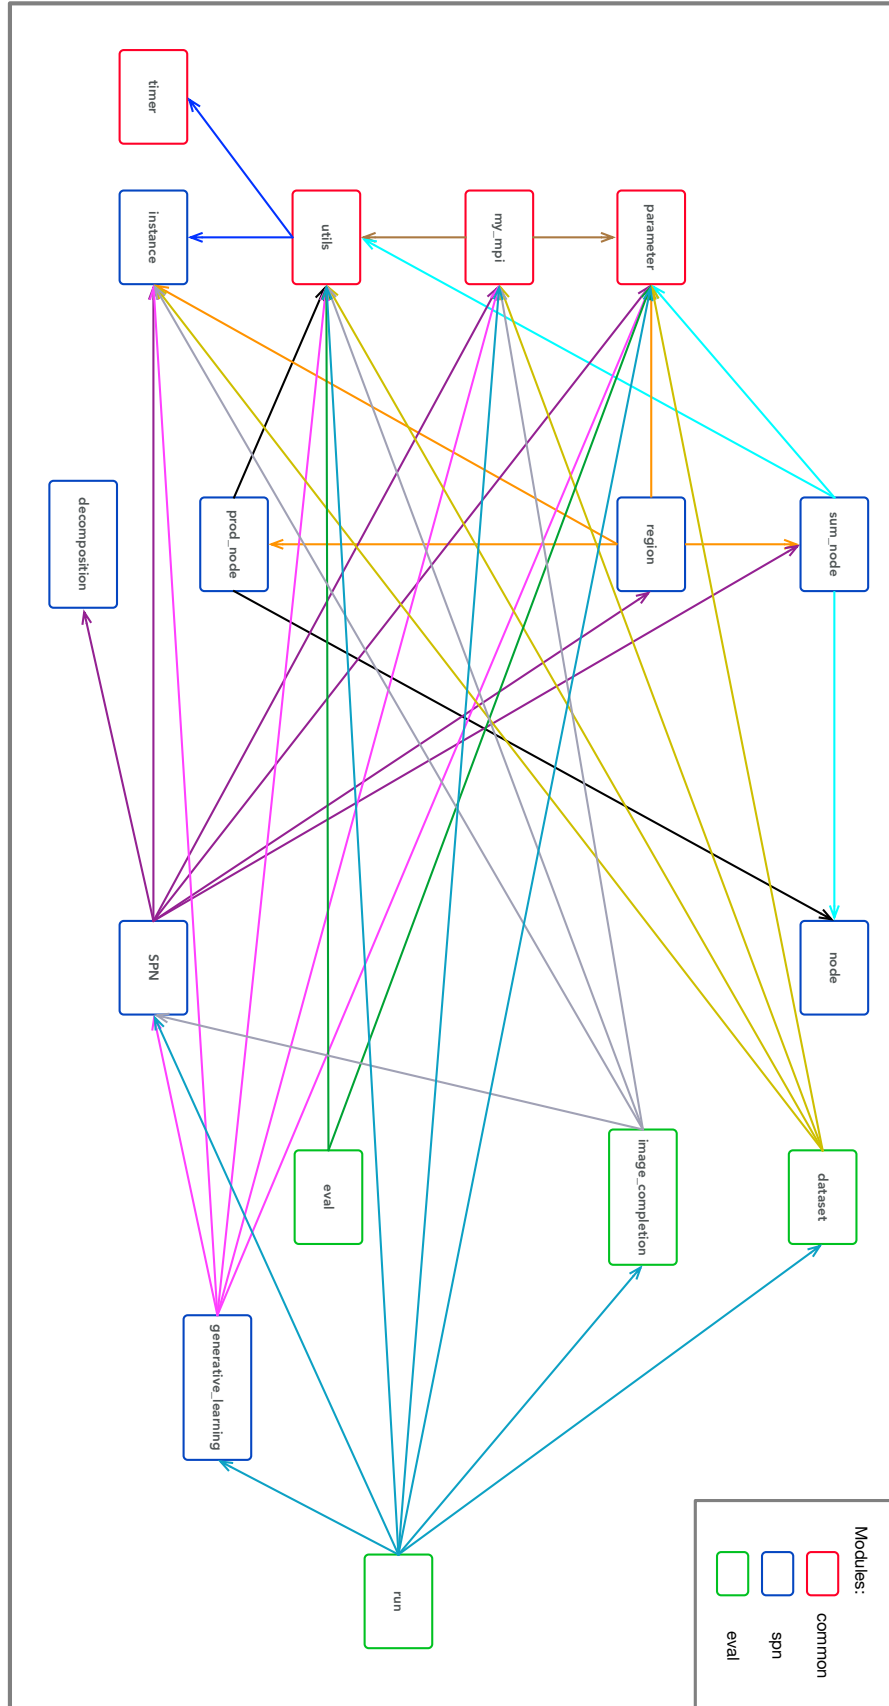 run
generative_learning
eval
image_completion
dataset
SPN
node
decomposition
prod_node
region
sum_node
instance
utils
my_mpi
parameter
timer
Modules:
common
spn
eval